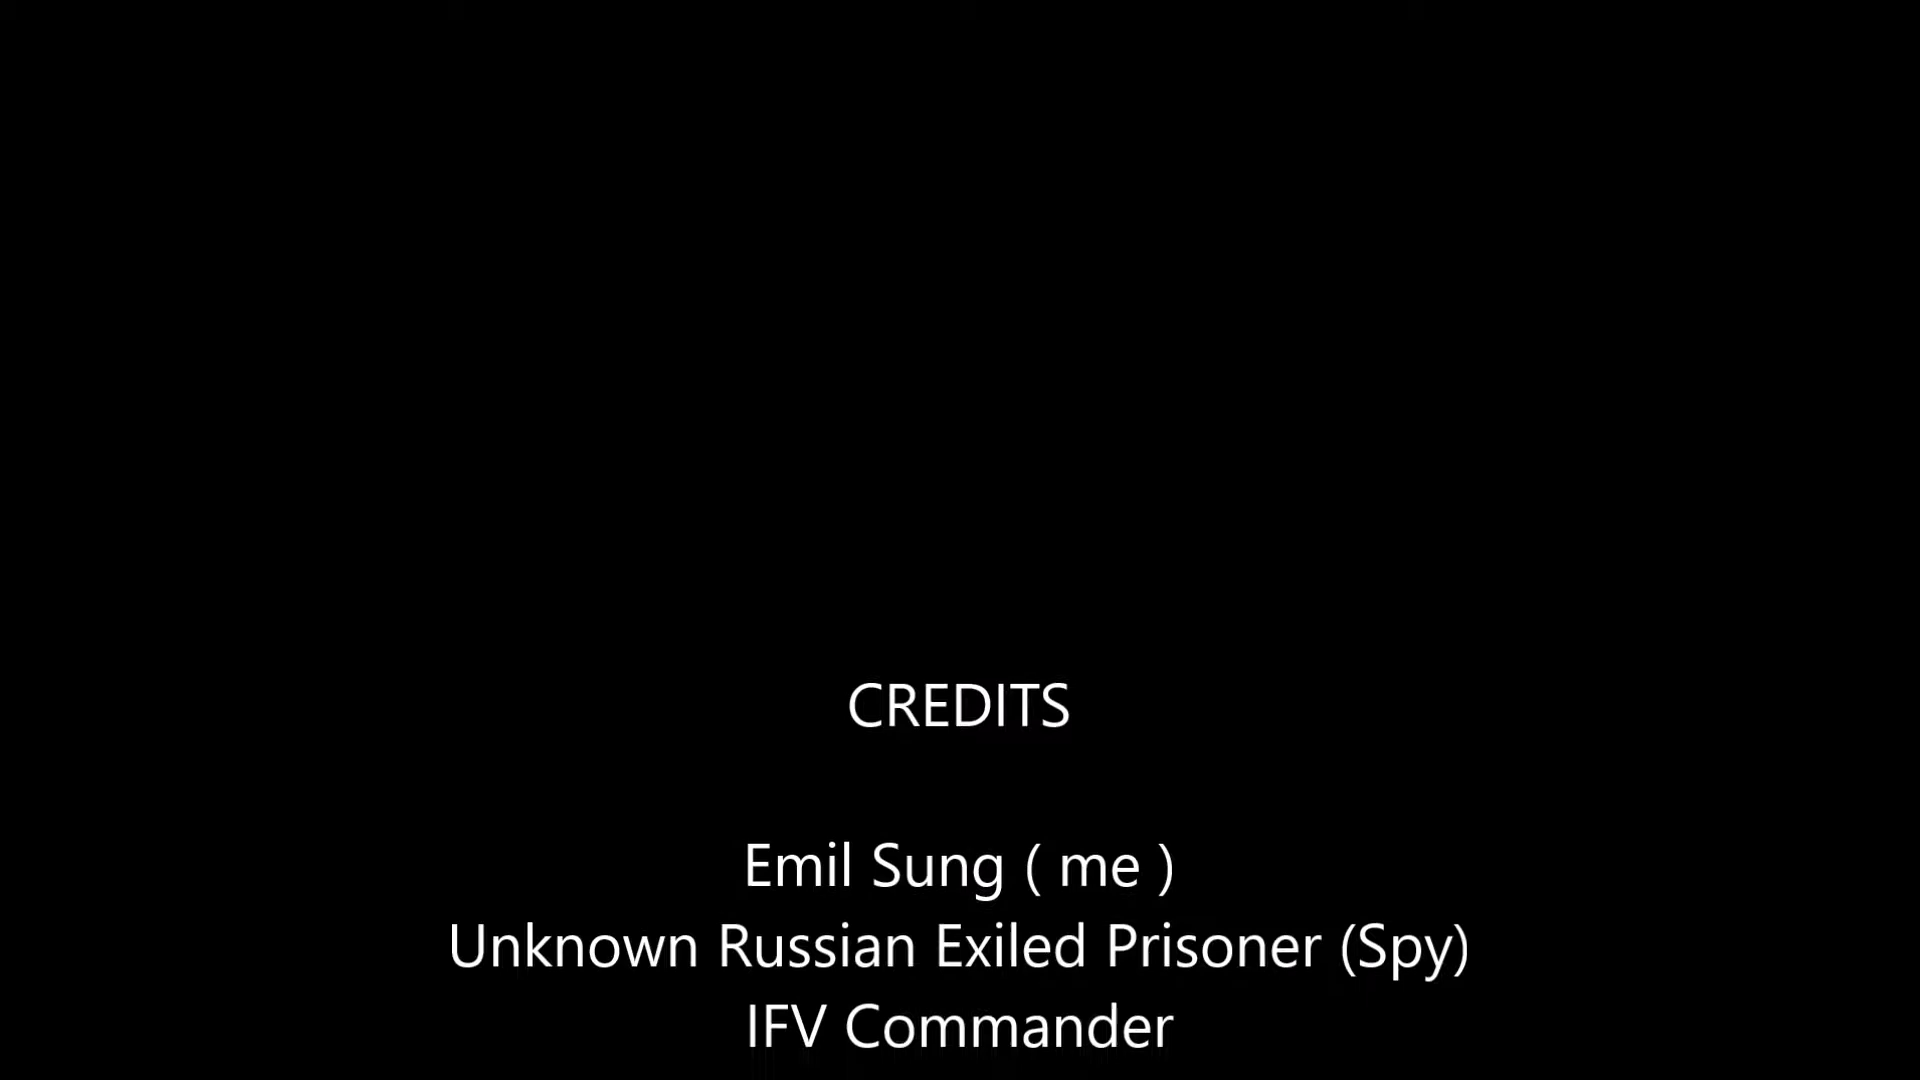 CREDITS
Emil Sung ( me )
Unknown Russian Exiled Prisoner (Spy)
IFV Commander